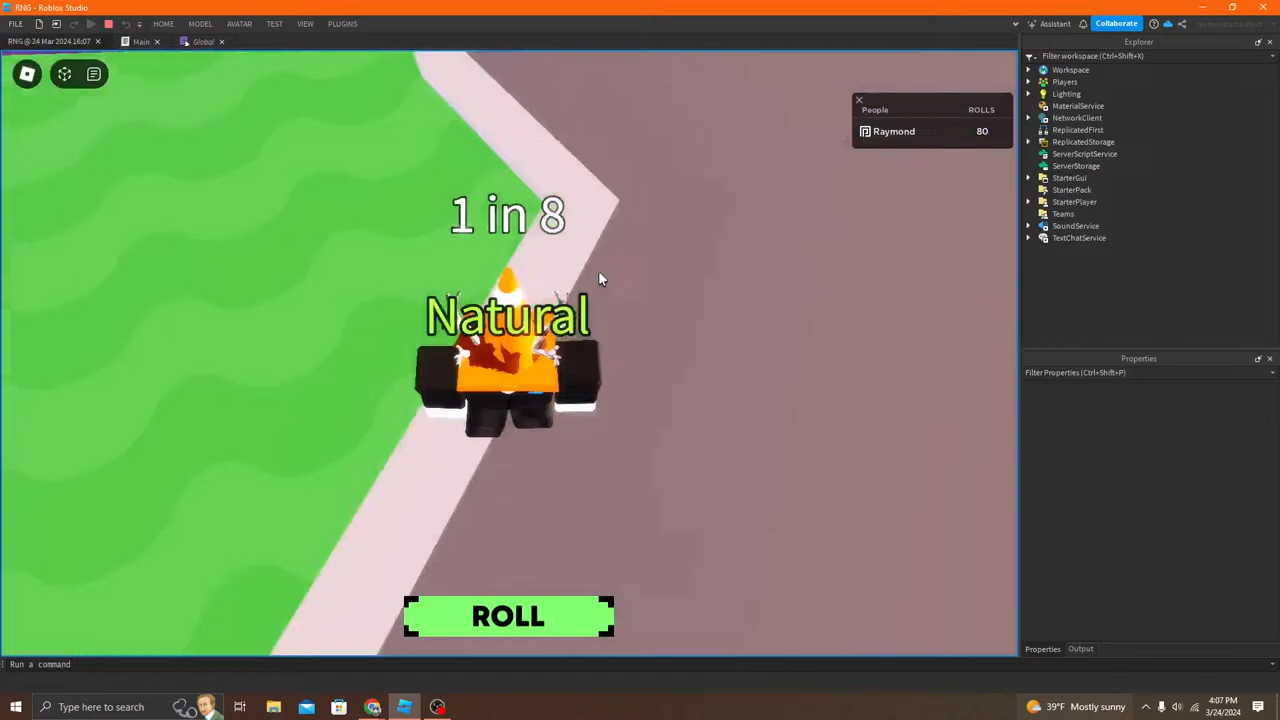 RNG - Roblox Studio
FILE HOME MODEL AVATAR TEST VIEW PLUGINS
Assistant Collaborate
RNG @ 24 Mar 2024 16:07 Main Global
People ROLLS
Raymond 80
1 in 8
Natural
ROLL
Explorer
Filter workspace (Ctrl+Shift+X)
Workspace
Players
Lighting
MaterialService
NetworkClient
ReplicatedFirst
ReplicatedStorage
ServerScriptService
ServerStorage
StarterGui
StarterPack
StarterPlayer
Teams
SoundService
TextChatService
Properties
Filter Properties (Ctrl+Shift+P)
Properties Output
Run a command
Type here to search
39°F Mostly sunny
4:07 PM
3/24/2024